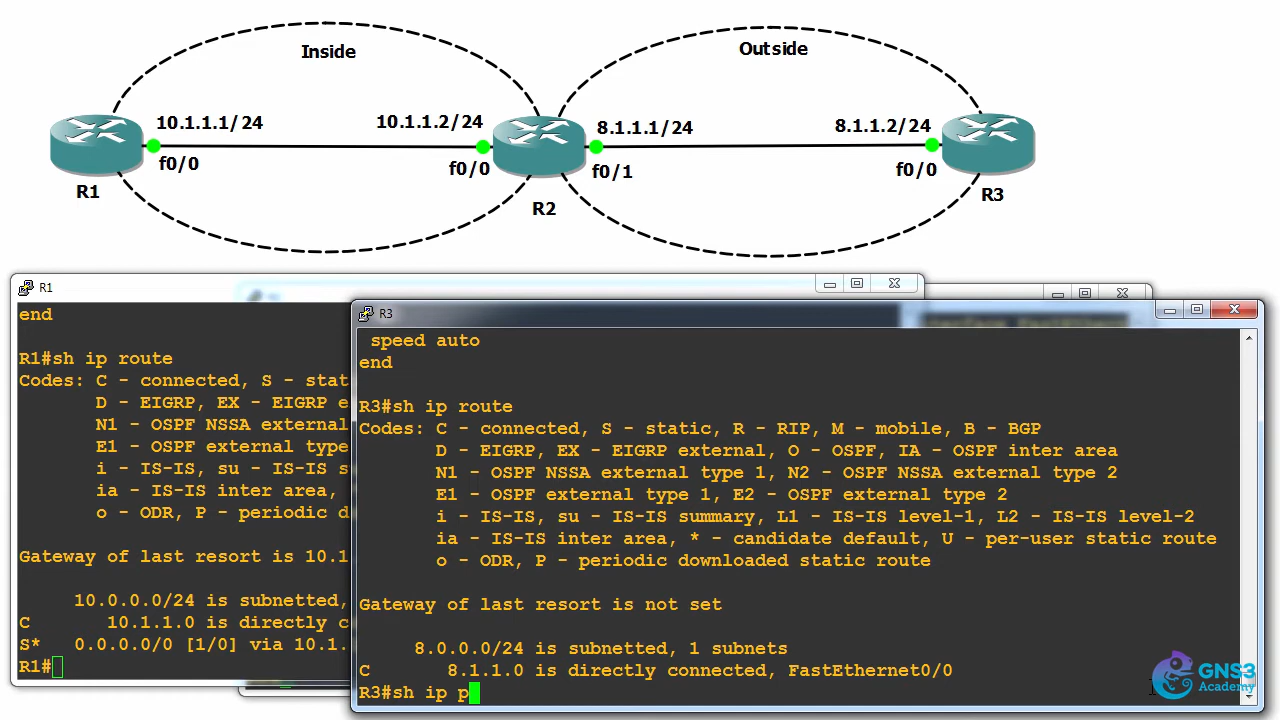 Inside
Outside
10.1.1.1/24
10.1.1.2/24
8.1.1.1/24
8.1.1.2/24
f0/0
f0/0
f0/1
f0/0
R1
R2
R3
R1
end
R1#sh ip route
Codes: C - connected, S - stat
D - EIGRP, EX - EIGRP e
N1 - OSPF NSSA external
E1 - OSPF external type
i - IS-IS, su - IS-IS s
ia - IS-IS inter area,
o - ODR, P - periodic d
Gateway of last resort is 10.1
10.0.0.0/24 is subnetted,
C 10.1.1.0 is directly c
S* 0.0.0.0/0 [1/0] via 10.1.
R1#
R3
speed auto
end
R3#sh ip route
Codes: C - connected, S - static, R - RIP, M - mobile, B - BGP
D - EIGRP, EX - EIGRP external, O - OSPF, IA - OSPF inter area
N1 - OSPF NSSA external type 1, N2 - OSPF NSSA external type 2
E1 - OSPF external type 1, E2 - OSPF external type 2
i - IS-IS, su - IS-IS summary, L1 - IS-IS level-1, L2 - IS-IS level-2
ia - IS-IS inter area, * - candidate default, U - per-user static route
o - ODR, P - periodic downloaded static route
Gateway of last resort is not set
8.0.0.0/24 is subnetted, 1 subnets
C 8.1.1.0 is directly connected, FastEthernet0/0
R3#sh ip p
GNS3
Academy